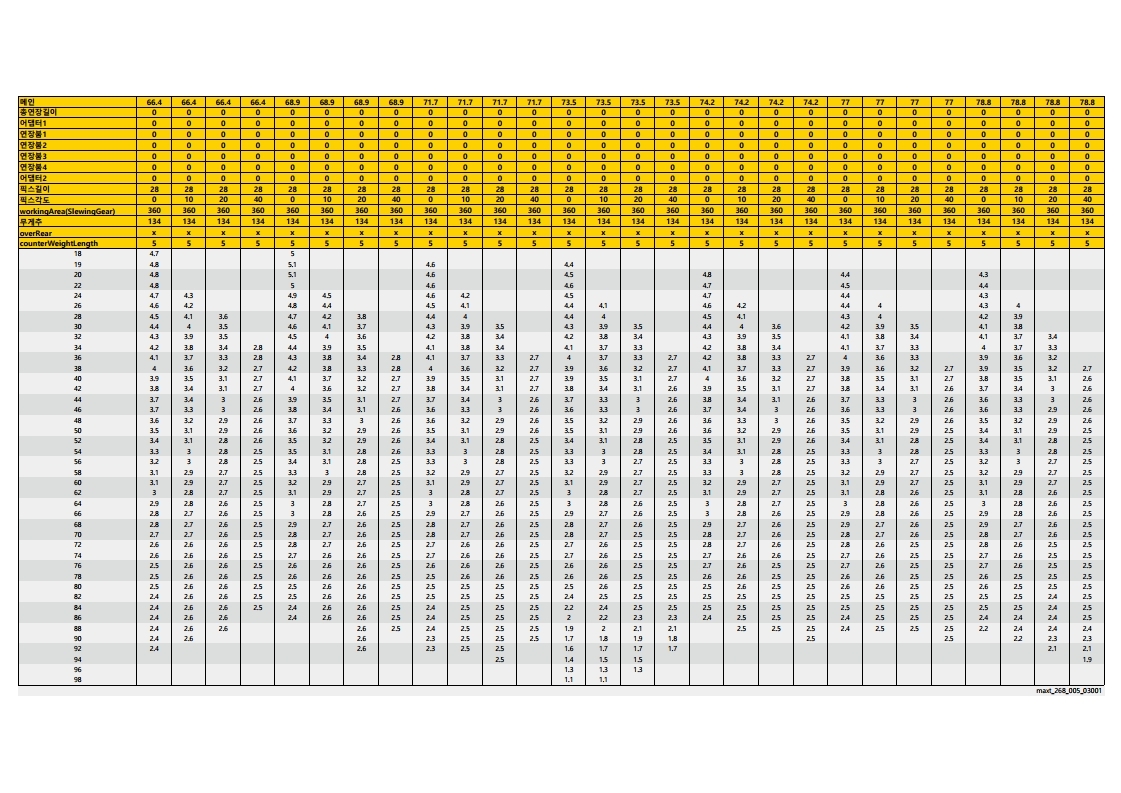 메인 66.4 66.4 66.4 66.4 68.9 68.9 68.9 68.9 71.7 71.7 71.7 71.7 73.5 73.5 73.5 73.5 74.2 74.2 74.2 74.2 77 77 77 77 78.8 78.8 78.8 78.8
총연장길이 0 0 0 0 0 0 0 0 0 0 0 0 0 0 0 0 0 0 0 0 0 0 0 0 0 0 0 0
어댑터1 0 0 0 0 0 0 0 0 0 0 0 0 0 0 0 0 0 0 0 0 0 0 0 0 0 0 0 0
연장붐1 0 0 0 0 0 0 0 0 0 0 0 0 0 0 0 0 0 0 0 0 0 0 0 0 0 0 0 0
연장붐2 0 0 0 0 0 0 0 0 0 0 0 0 0 0 0 0 0 0 0 0 0 0 0 0 0 0 0 0
연장붐3 0 0 0 0 0 0 0 0 0 0 0 0 0 0 0 0 0 0 0 0 0 0 0 0 0 0 0 0
연장붐4 0 0 0 0 0 0 0 0 0 0 0 0 0 0 0 0 0 0 0 0 0 0 0 0 0 0 0 0
어댑터2 0 0 0 0 0 0 0 0 0 0 0 0 0 0 0 0 0 0 0 0 0 0 0 0 0 0 0 0
픽스길이 28 28 28 28 28 28 28 28 28 28 28 28 28 28 28 28 28 28 28 28 28 28 28 28 28 28 28 28
픽스각도 0 10 20 40 0 10 20 40 0 10 20 40 0 10 20 40 0 10 20 40 0 10 20 40 0 10 20 40
workingArea(SlewingGear) 360 360 360 360 360 360 360 360 360 360 360 360 360 360 360 360 360 360 360 360 360 360 360 360 360 360 360 360
무게추 134 134 134 134 134 134 134 134 134 134 134 134 134 134 134 134 134 134 134 134 134 134 134 134 134 134 134 134
overRear x x x x x x x x x x x x x x x x x x x x x x x x x x x x
counterWeightLength 5 5 5 5 5 5 5 5 5 5 5 5 5 5 5 5 5 5 5 5 5 5 5 5 5 5 5 5
18 4.7 5
19 4.8 5.1 4.6 4.4
20 4.8 5.1 4.6 4.5 4.8 4.4 4.3
22 4.8 5 4.6 4.6 4.7 4.5 4.4
24 4.7 4.3 4.9 4.5 4.6 4.2 4.5 4.7 4.4 4.3
26 4.6 4.2 4.8 4.4 4.5 4.1 4.4 4.1 4.6 4.2 4.4 4 4.3 4
28 4.5 4.1 3.6 4.7 4.2 3.8 4.4 4 4.4 4 4.5 4.1 4.3 4 4.2 3.9
30 4.4 4 3.5 4.6 4.1 3.7 4.3 3.9 3.5 4.3 3.9 3.5 4.4 4 3.6 4.2 3.9 3.5 4.1 3.8
32 4.3 3.9 3.5 4.5 4 3.6 4.2 3.8 3.4 4.2 3.8 3.4 4.3 3.9 3.5 4.1 3.8 3.4 4.1 3.7 3.4
34 4.2 3.8 3.4 2.8 4.4 3.9 3.5 4.1 3.8 3.4 4.1 3.7 3.3 4.2 3.8 3.4 4.1 3.7 3.3 4 3.7 3.3
36 4.1 3.7 3.3 2.8 4.3 3.8 3.4 2.8 4.1 3.7 3.3 2.7 4 3.7 3.3 2.7 4.1 3.7 3.3 2.7 4 3.6 3.3 3.9 3.6 3.2
38 4 3.6 3.2 2.7 4.2 3.8 3.3 2.8 4 3.6 3.2 2.7 3.9 3.6 3.2 2.7 4.1 3.7 3.3 2.7 3.9 3.6 3.2 2.7 3.9 3.5 3.2 2.7
40 3.9 3.5 3.1 2.7 4.1 3.7 3.2 2.7 3.9 3.5 3.1 2.7 3.9 3.5 3.1 2.7 4 3.6 3.2 2.7 3.8 3.5 3.1 2.7 3.8 3.5 3.1 2.6
42 3.8 3.4 3.1 2.7 4 3.6 3.2 2.7 3.8 3.4 3.1 2.7 3.8 3.4 3.1 2.6 3.9 3.5 3.1 2.7 3.8 3.4 3.1 2.6 3.7 3.4 3 2.6
44 3.7 3.4 3 2.6 3.9 3.5 3.1 2.7 3.7 3.4 3 2.6 3.7 3.3 3 2.6 3.8 3.4 3.1 2.6 3.7 3.3 3 2.6 3.6 3.3 3 2.6
46 3.7 3.3 3 2.6 3.8 3.4 3.1 2.6 3.6 3.3 3 2.6 3.6 3.3 3 2.6 3.7 3.4 3 2.6 3.6 3.3 3 2.6 3.6 3.3 2.9 2.6
48 3.6 3.2 2.9 2.6 3.7 3.3 3 2.6 3.5 3.2 2.9 2.6 3.5 3.2 2.9 2.6 3.6 3.3 3 2.6 3.5 3.2 2.9 2.6 3.5 3.2 2.9 2.5
50 3.5 3.1 2.9 2.6 3.6 3.2 2.9 2.6 3.5 3.1 2.9 2.6 3.5 3.1 2.9 2.5 3.6 3.2 2.9 2.6 3.5 3.1 2.9 2.5 3.4 3.1 2.9 2.5
52 3.4 3.1 2.8 2.6 3.5 3.2 2.9 2.6 3.4 3.1 2.8 2.5 3.4 3.1 2.8 2.5 3.5 3.1 2.9 2.6 3.4 3.1 2.8 2.5 3.4 3.1 2.8 2.5
54 3.3 3 2.8 2.5 3.5 3.1 2.8 2.6 3.3 3 2.8 2.5 3.3 3 2.8 2.5 3.4 3.1 2.8 2.5 3.3 3 2.8 2.5 3.3 3 2.8 2.5
56 3.2 3 2.8 2.5 3.4 3.1 2.8 2.5 3.3 3 2.8 2.5 3.3 3 2.7 2.5 3.3 3 2.8 2.5 3.3 3 2.7 2.5 3.2 3 2.7 2.5
58 3.1 2.9 2.7 2.5 3.3 3 2.8 2.5 3.2 2.9 2.7 2.5 3.2 2.9 2.7 2.5 3.3 3 2.8 2.5 3.2 2.9 2.7 2.5 3.2 2.9 2.7 2.5
60 3.1 2.9 2.7 2.5 3.2 2.9 2.7 2.5 3.1 2.9 2.7 2.5 3.1 2.9 2.7 2.5 3.2 2.9 2.7 2.5 3.1 2.9 2.7 2.5 3.1 2.9 2.7 2.5
62 3 2.8 2.7 2.5 3.1 2.9 2.7 2.5 3 2.8 2.7 2.5 3 2.8 2.7 2.5 3.1 2.9 2.7 2.5 3.1 2.8 2.6 2.5 3.1 2.8 2.6 2.5
64 2.9 2.8 2.6 2.5 3 2.8 2.7 2.5 3 2.8 2.6 2.5 3 2.8 2.6 2.5 3 2.8 2.7 2.5 3 2.8 2.6 2.5 3 2.8 2.6 2.5
66 2.8 2.7 2.6 2.5 3 2.8 2.6 2.5 2.9 2.7 2.6 2.5 2.9 2.7 2.6 2.5 3 2.8 2.6 2.5 2.9 2.7 2.6 2.5 2.9 2.8 2.6 2.5
68 2.8 2.7 2.6 2.5 2.9 2.7 2.6 2.5 2.8 2.7 2.6 2.5 2.8 2.7 2.6 2.5 2.9 2.7 2.6 2.5 2.9 2.7 2.6 2.5 2.9 2.7 2.6 2.5
70 2.7 2.7 2.6 2.5 2.8 2.7 2.6 2.5 2.8 2.7 2.6 2.5 2.8 2.7 2.6 2.5 2.8 2.7 2.6 2.5 2.8 2.7 2.6 2.5 2.8 2.7 2.6 2.5
72 2.6 2.6 2.6 2.5 2.8 2.7 2.6 2.5 2.7 2.6 2.6 2.5 2.7 2.6 2.5 2.5 2.8 2.7 2.6 2.5 2.8 2.6 2.5 2.5 2.8 2.6 2.5 2.5
74 2.6 2.6 2.6 2.5 2.7 2.6 2.6 2.5 2.7 2.6 2.6 2.5 2.7 2.6 2.5 2.5 2.7 2.6 2.6 2.5 2.7 2.6 2.5 2.5 2.7 2.6 2.5 2.5
76 2.5 2.6 2.6 2.5 2.6 2.6 2.6 2.5 2.6 2.6 2.5 2.5 2.6 2.6 2.5 2.5 2.7 2.6 2.6 2.5 2.7 2.6 2.5 2.5 2.7 2.6 2.5 2.5
78 2.5 2.6 2.6 2.5 2.6 2.6 2.6 2.5 2.6 2.6 2.5 2.5 2.6 2.6 2.5 2.5 2.6 2.6 2.5 2.5 2.6 2.6 2.5 2.5 2.6 2.6 2.5 2.5
80 2.5 2.6 2.6 2.5 2.5 2.6 2.6 2.5 2.5 2.5 2.5 2.5 2.6 2.5 2.5 2.5 2.6 2.6 2.5 2.5 2.6 2.5 2.5 2.5 2.6 2.5 2.5 2.5
82 2.4 2.6 2.6 2.5 2.5 2.6 2.6 2.5 2.5 2.5 2.5 2.5 2.4 2.5 2.5 2.5 2.5 2.5 2.5 2.5 2.5 2.5 2.5 2.5 2.5 2.5 2.5 2.5
84 2.4 2.6 2.6 2.5 2.4 2.6 2.6 2.5 2.4 2.5 2.5 2.5 2.2 2.4 2.5 2.5 2.5 2.5 2.5 2.5 2.5 2.5 2.5 2.5 2.4 2.5 2.5 2.5
86 2.4 2.6 2.6 2.4 2.6 2.6 2.5 2.4 2.5 2.5 2.5 2 2.2 2.3 2.3 2.4 2.5 2.5 2.5 2.5 2.5 2.5 2.5 2.4 2.4 2.5 2.5
88 2.4 2.6 2.6 2.6 2.5 2.4 2.5 2.5 2.5 1.9 2 2.1 2.1 2.5 2.5 2.5 2.4 2.5 2.5 2.5 2.2 2.4 2.4 2.4
90 2.4 2.6 2.6 2.3 2.5 2.5 2.5 1.7 1.8 1.9 1.8 2.5 2.5 2.2 2.3 2.3
92 2.4 2.6 2.3 2.5 2.5 1.6 1.7 1.7 1.7 2.1 2.1
94 2.5 1.4 1.5 1.5 1.9
96 1.3 1.3 1.3
98 1.1 1.1
maxt_268_005_03001